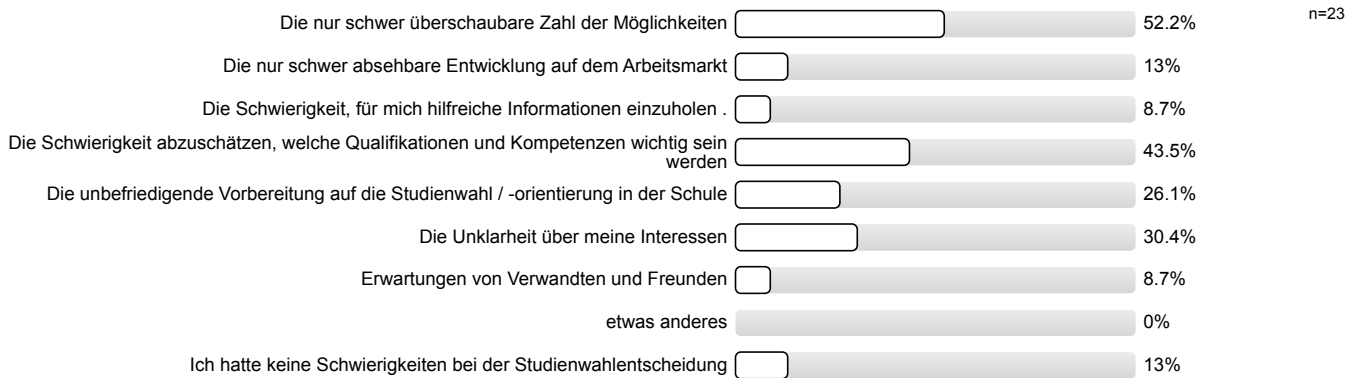 Die nur schwer überschaubare Zahl der Möglichkeiten 52.2% n=23
Die nur schwer absehbare Entwicklung auf dem Arbeitsmarkt 13%
Die Schwierigkeit, für mich hilfreiche Informationen einzuholen . 8.7%
Die Schwierigkeit abzuschätzen, welche Qualifikationen und Kompetenzen wichtig sein
werden 43.5%
Die unbefriedigende Vorbereitung auf die Studienwahl / -orientierung in der Schule 26.1%
Die Unklarheit über meine Interessen 30.4%
Erwartungen von Verwandten und Freunden 8.7%
etwas anderes 0%
Ich hatte keine Schwierigkeiten bei der Studienwahlentscheidung 13%